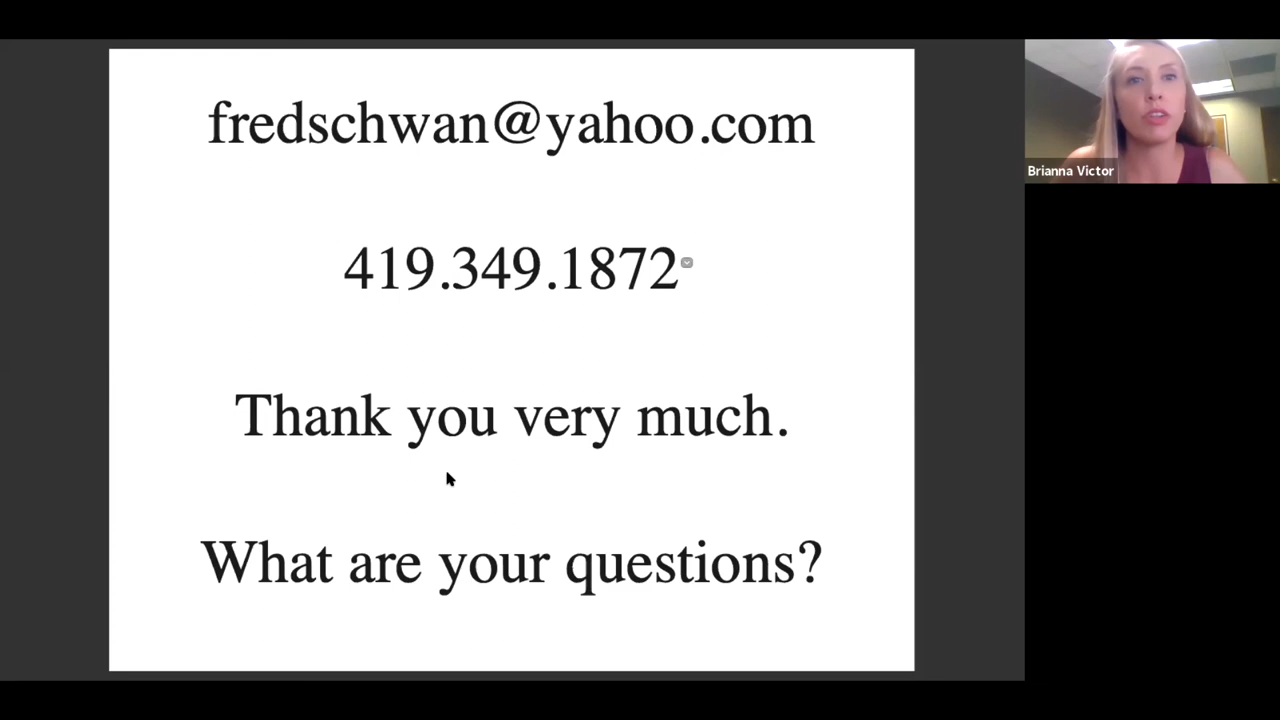 fredschwan@yahoo.com
419.349.1872
Thank you very much.
What are your questions?
Brianna Victor